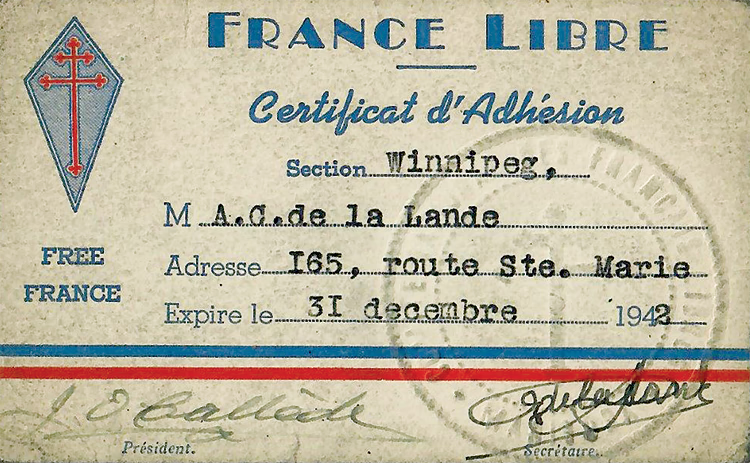 FRANCE LIBRE
Certificat d'Adhésion
Section Winnipeg,
M A.C.de la Lande
Adresse I65, route Ste. Marie
Expire le 3I decembre 1943
FREE
FRANCE
Président.
Secrétaire.